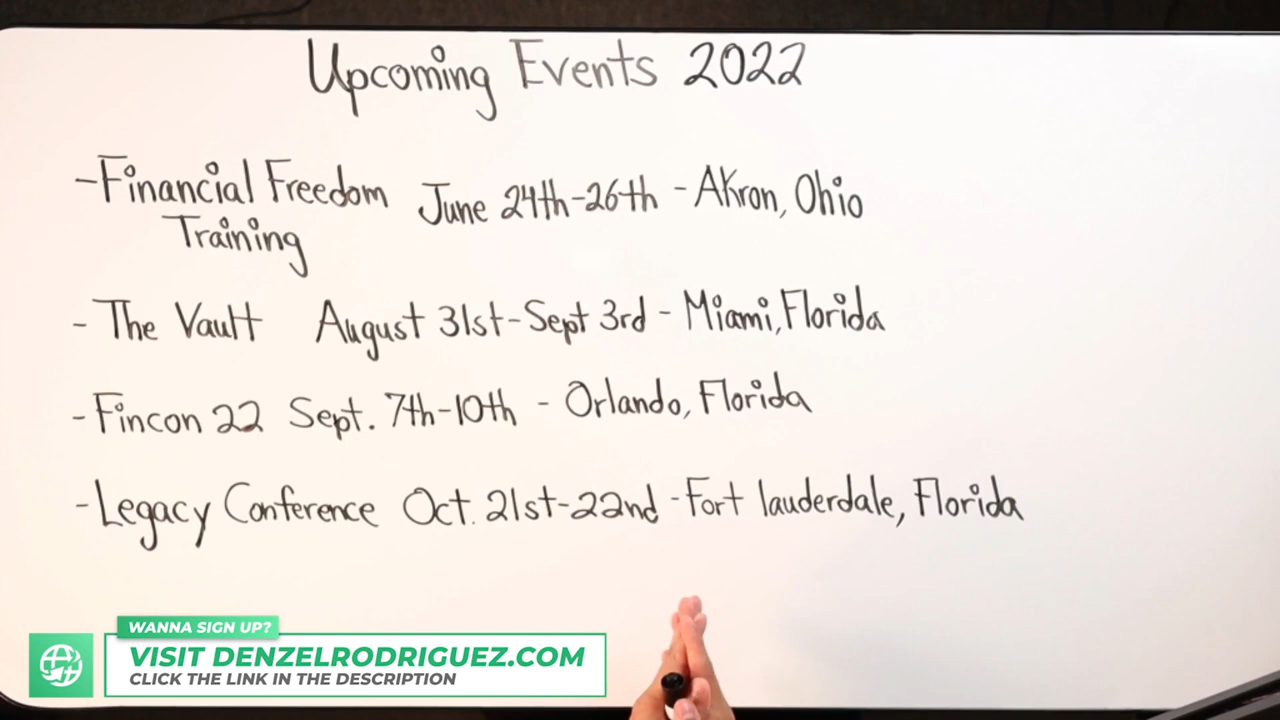 Upcoming Events 2022
-Financial Freedom Training June 24th-26th - Akron, Ohio
- The Vault August 31st-Sept 3rd - Miami, Florida
- Fincon 22 Sept. 7th-10th - Orlando, Florida
- Legacy Conference Oct. 21st-22nd - Fort lauderdale, Florida
WANNA SIGN UP?
VISIT DENZELRODRIGUEZ.COM
CLICK THE LINK IN THE DESCRIPTION